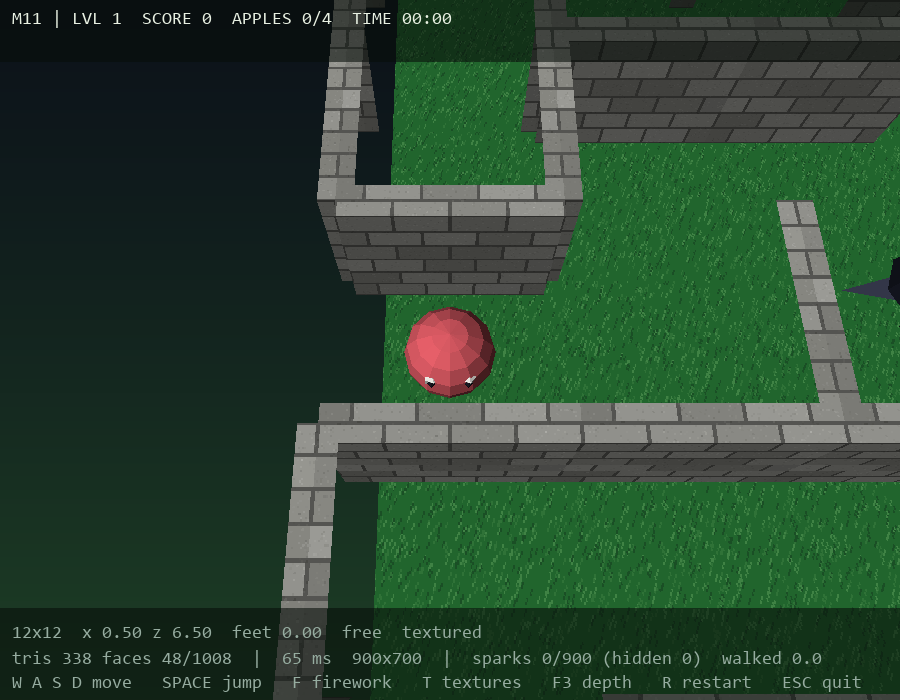 M11 | LVL 1  SCORE 0  APPLES 0/4  TIME 00:00
12x12  x 0.50 z 6.50  feet 0.00  free  textured
tris 338 faces 48/1008  |  65 ms  900x700  |  sparks 0/900 (hidden 0)  walked 0.0
W A S D move   SPACE jump   F firework   T textures   F3 depth   R restart   ESC quit